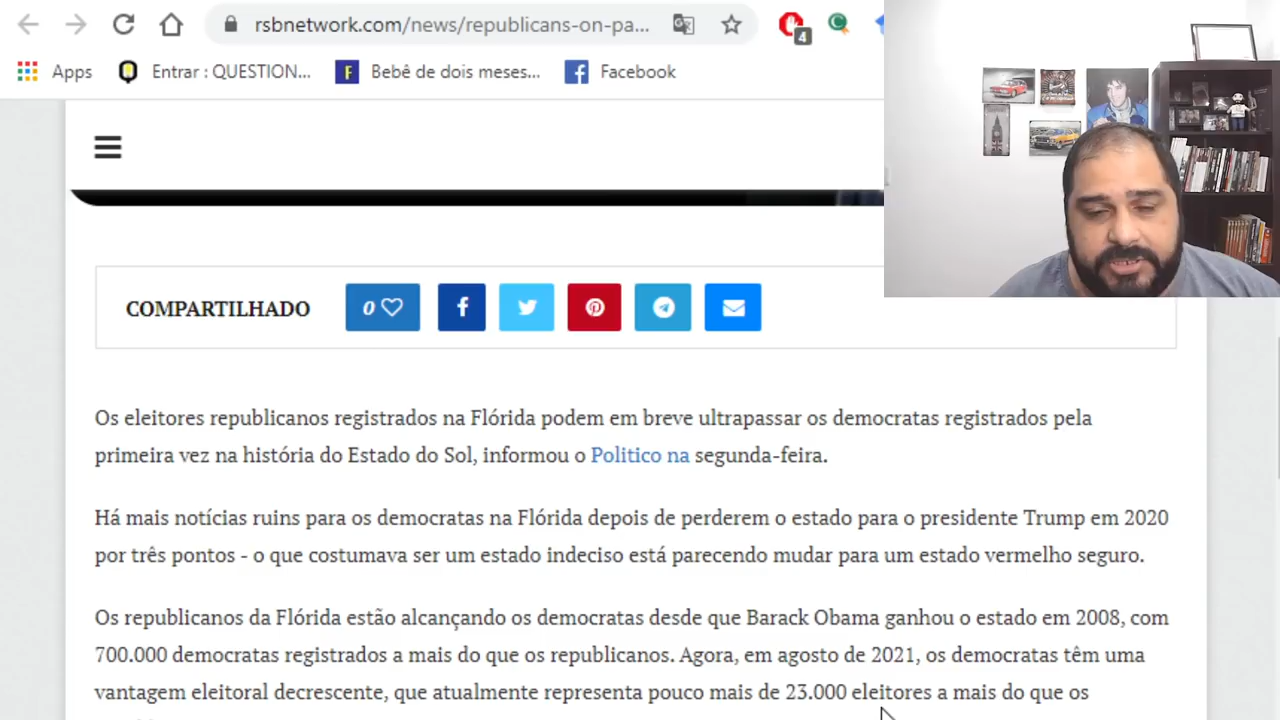 rsbnetwork.com/news/republicans-on-pa...
4
Apps
Entrar : QUESTION...
Bebê de dois meses...
Facebook
COMPARTILHADO
0
Os eleitores republicanos registrados na Flórida podem em breve ultrapassar os democratas registrados pela
primeira vez na história do Estado do Sol, informou o Politico na segunda-feira.
Há mais notícias ruins para os democratas na Flórida depois de perderem o estado para o presidente Trump em 2020
por três pontos - o que costumava ser um estado indeciso está parecendo mudar para um estado vermelho seguro.
Os republicanos da Flórida estão alcançando os democratas desde que Barack Obama ganhou o estado em 2008, com
700.000 democratas registrados a mais do que os republicanos. Agora, em agosto de 2021, os democratas têm uma
vantagem eleitoral decrescente, que atualmente representa pouco mais de 23.000 eleitores a mais do que os